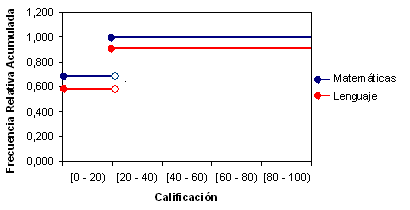 Frecuencia Relativa Acumulada
1,200
1,000
0,800
0,600
0,400
0,200
0,000
[0 - 20) [20 - 40) [40 - 60) [60 - 80) [80 - 100)
Calificación
Matemáticas
Lenguaje